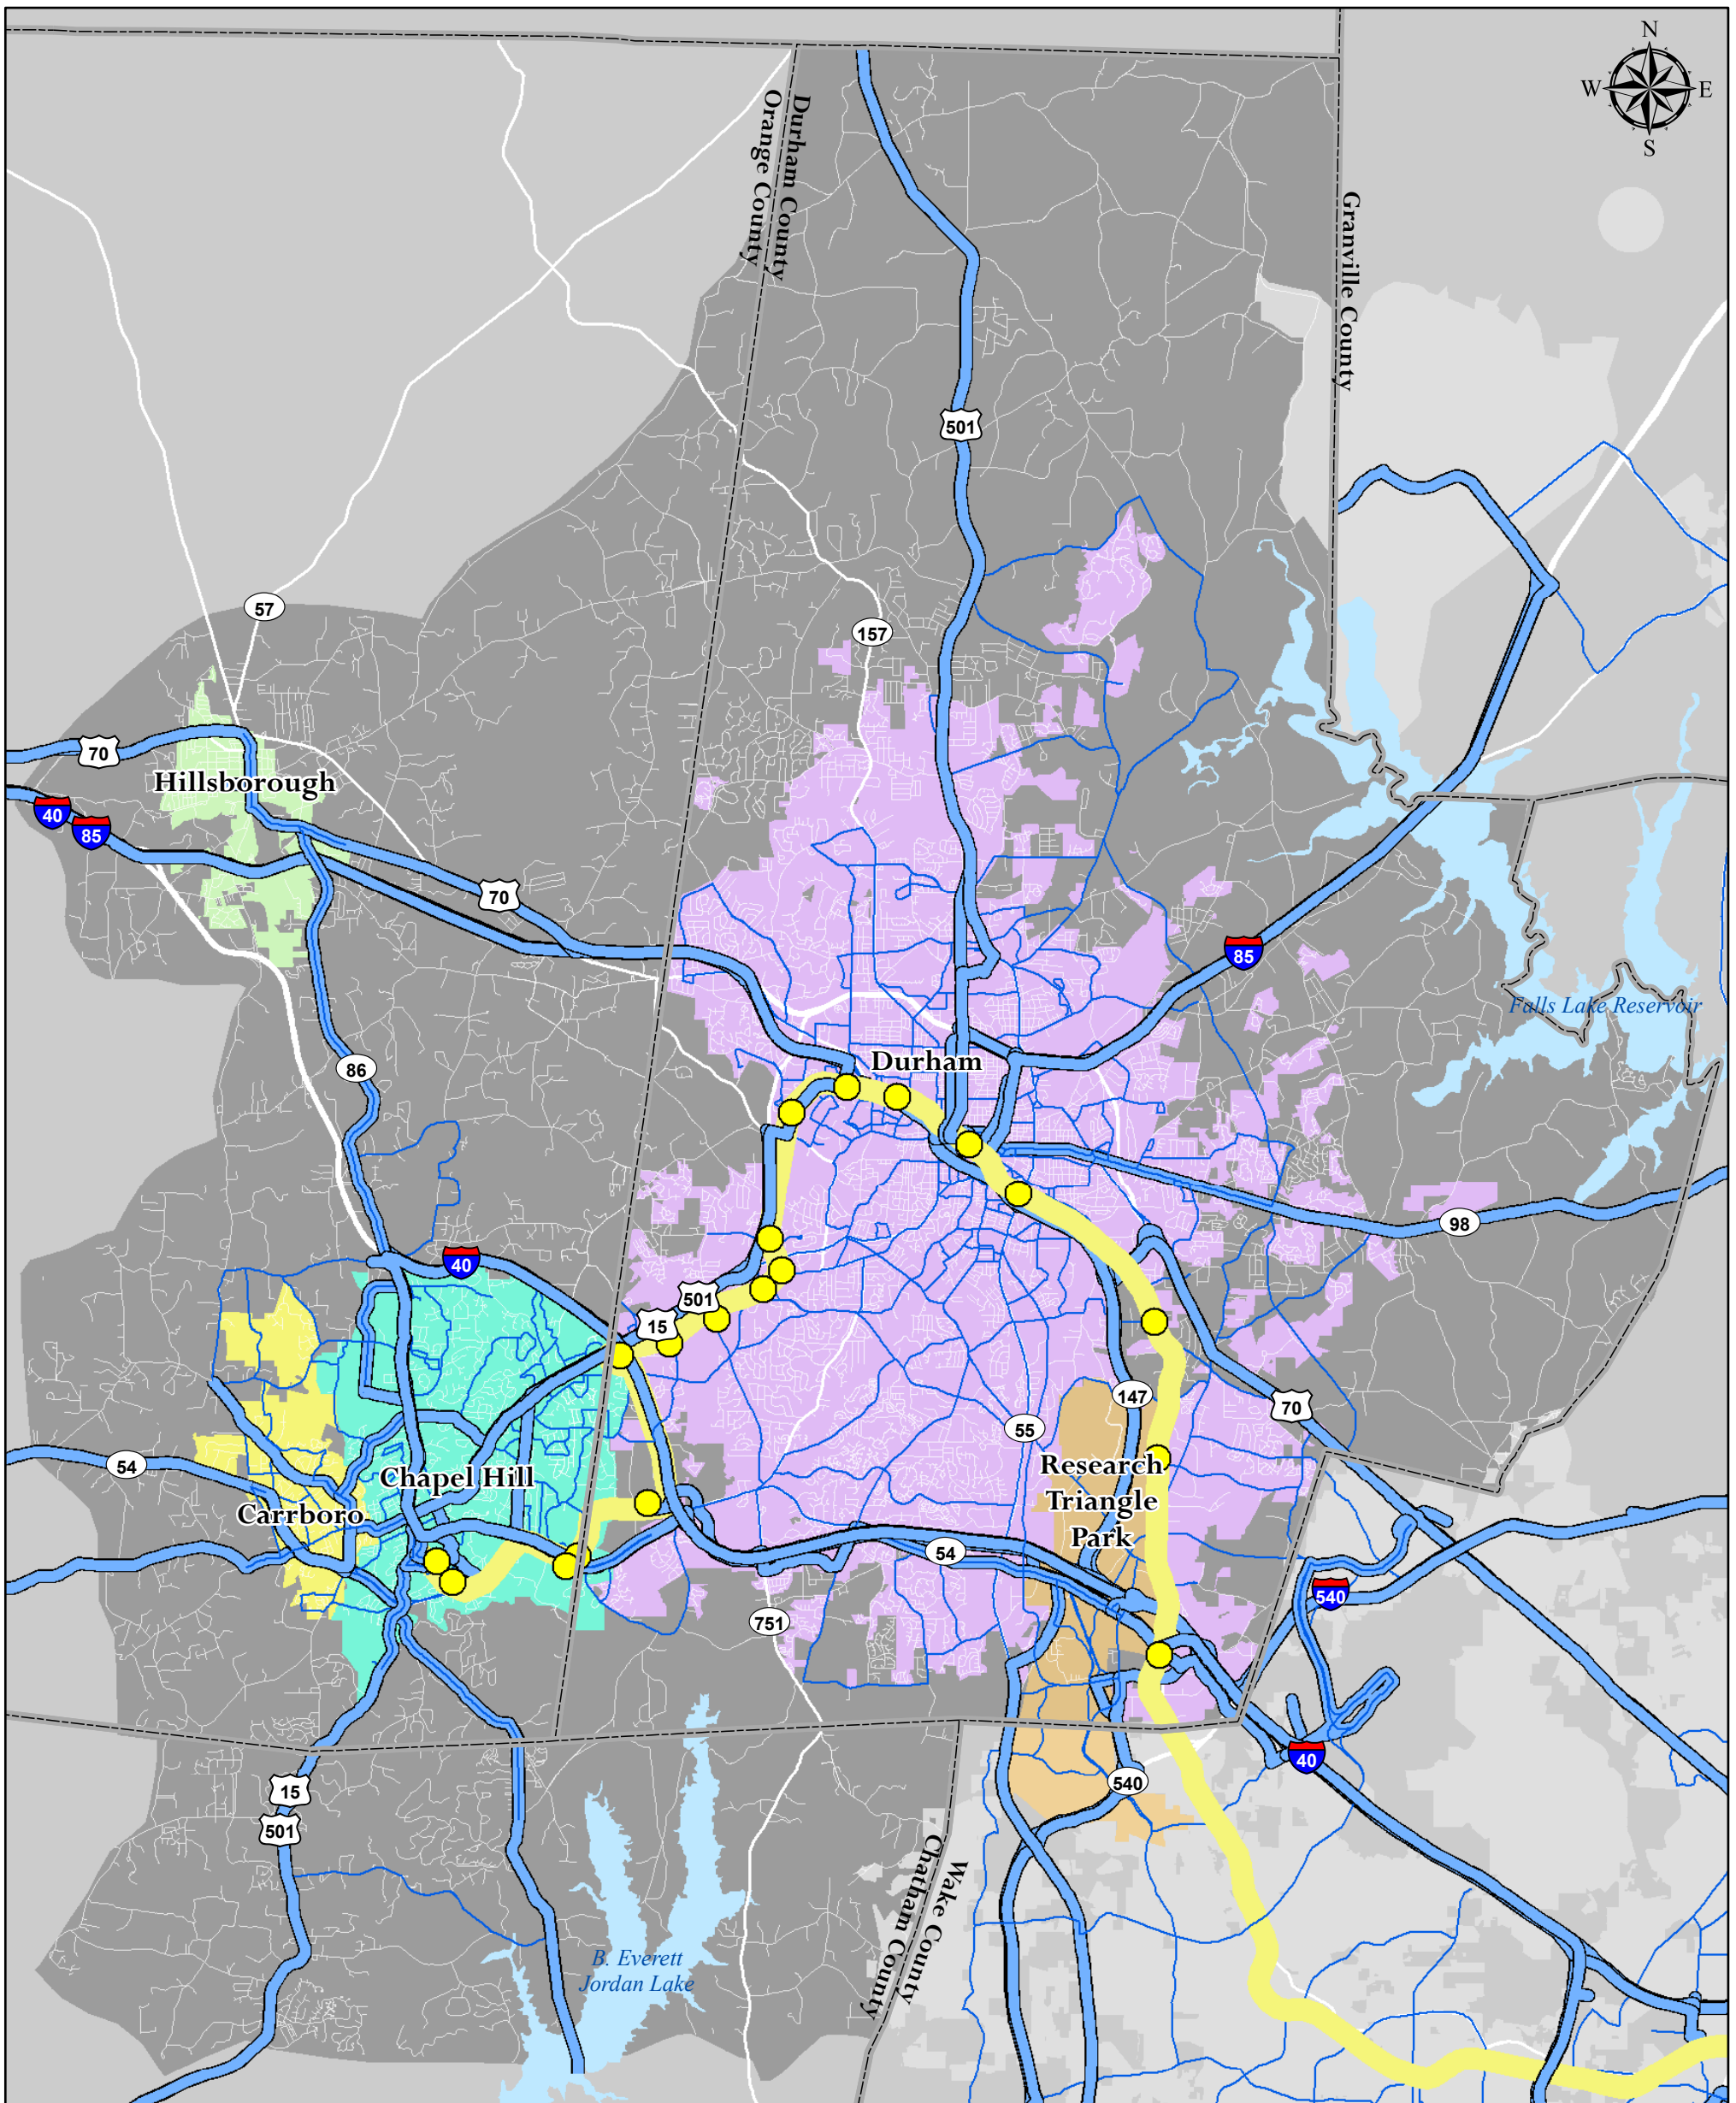 N
W
E
S
Durham County
Orange County
Granville County
501
57
157
70
Hillsborough
40
85
70
85
Falls Lake Reservoir
86
Durham
98
40
501
15
147
70
55
54
Chapel Hill
Carrboro
Research
Triangle
Park
54
540
751
40
15
540
501
Wake County
Chatham County
B. Everett
Jordan Lake